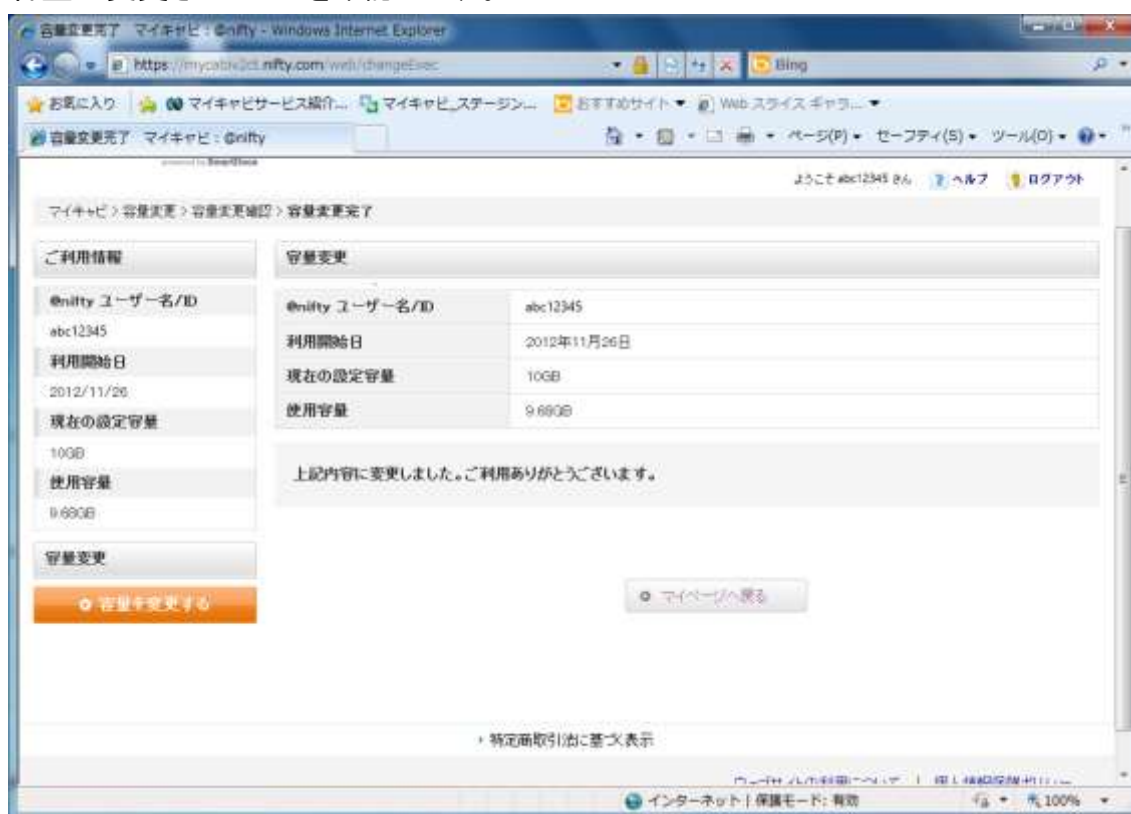 容量変更完了 マイキャビ：@nifty - Windows Internet Explorer
nifty.com/web/changeExec
Bing
お気に入り マイキャビサービス紹介... マイキャビ_ステージン... おすすめサイト Web スライス ギャラ...
容量変更完了 マイキャビ：@nifty
ページ(P) セーフティ(S) ツール(O)
ようこそ abc12345 さん ヘルプ ログアウト
マイキャビ > 容量変更 > 容量変更確認 > 容量変更完了
ご利用情報
@nifty ユーザー名/ID
abc12345
利用開始日
2012/11/26
現在の設定容量
10GB
使用容量
9.68GB
容量変更
容量を変更する
容量変更
@nifty ユーザー名/ID abc12345
利用開始日 2012年11月26日
現在の設定容量 10GB
使用容量 9.68GB
上記内容に変更しました。ご利用ありがとうございます。
マイページへ戻る
特定商取引法に基づく表示
インターネット | 保護モード: 有効 100%